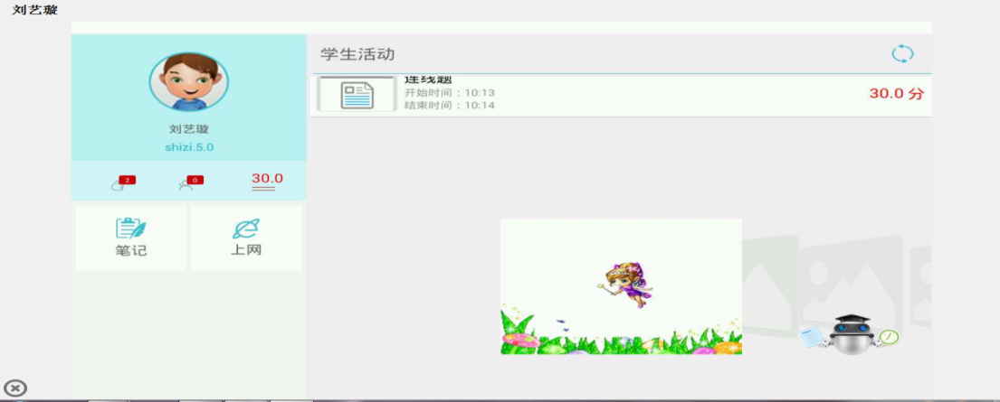 刘艺璇
学生活动
连线题
开始时间：10:13
结束时间：10:14
30.0 分
刘艺璇
shizi.5.0
2
0
30.0
笔记
上网